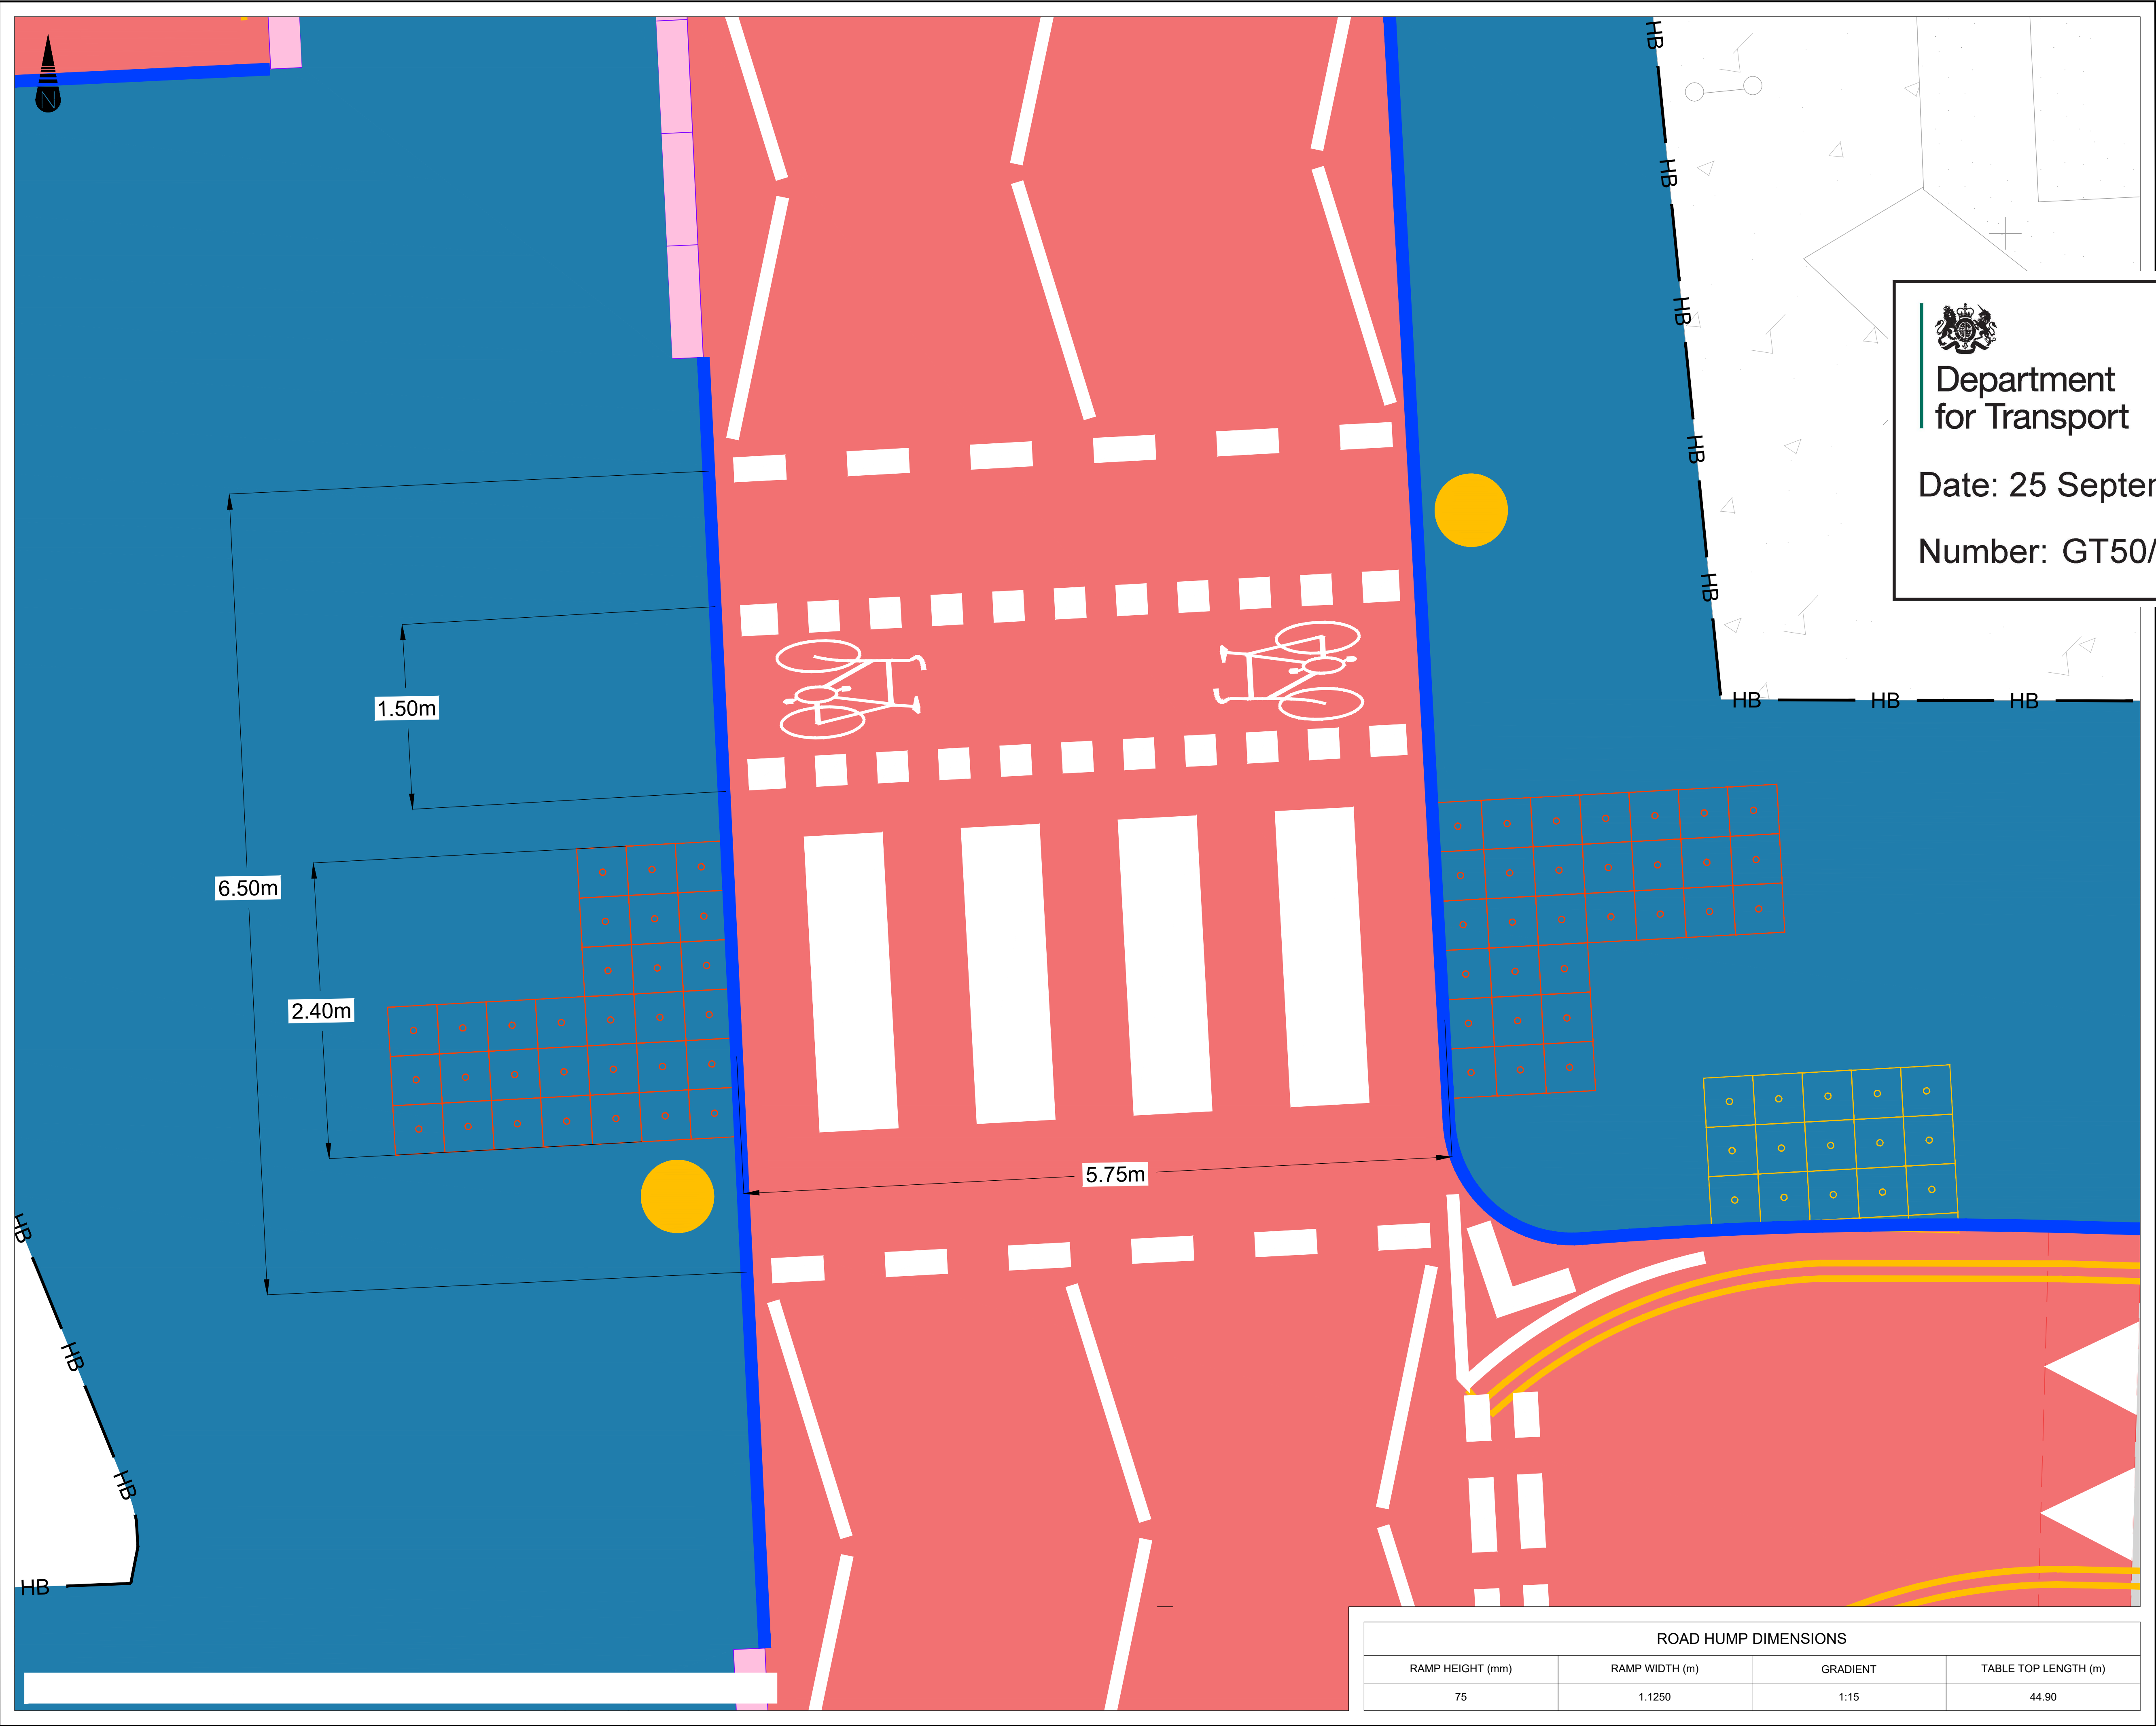 N
HB
HB
HB
HB
HB
HB
HB
HB
HB
HB
HB
HB
HB
Department
for Transport
Date: 25 Septe
Number: GT50/
1.50m
6.50m
2.40m
5.75m
ROAD HUMP DIMENSIONS
RAMP HEIGHT (mm) RAMP WIDTH (m) GRADIENT TABLE TOP LENGTH (m)
75 1.1250 1:15 44.90